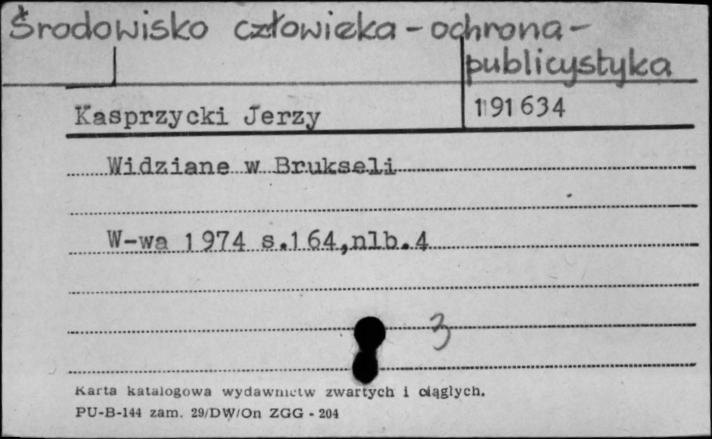 Środowisko człowieka - ochrona -
publicystyka
Kasprzycki Jerzy 191634
Widziane w Brukseli
W-wa 1974 s.164,nlb.4
3
Karta katalogowa wydawnictw zwartych i ciągłych.
PU-B-144 zam. 29/DW/On ZGG - 204